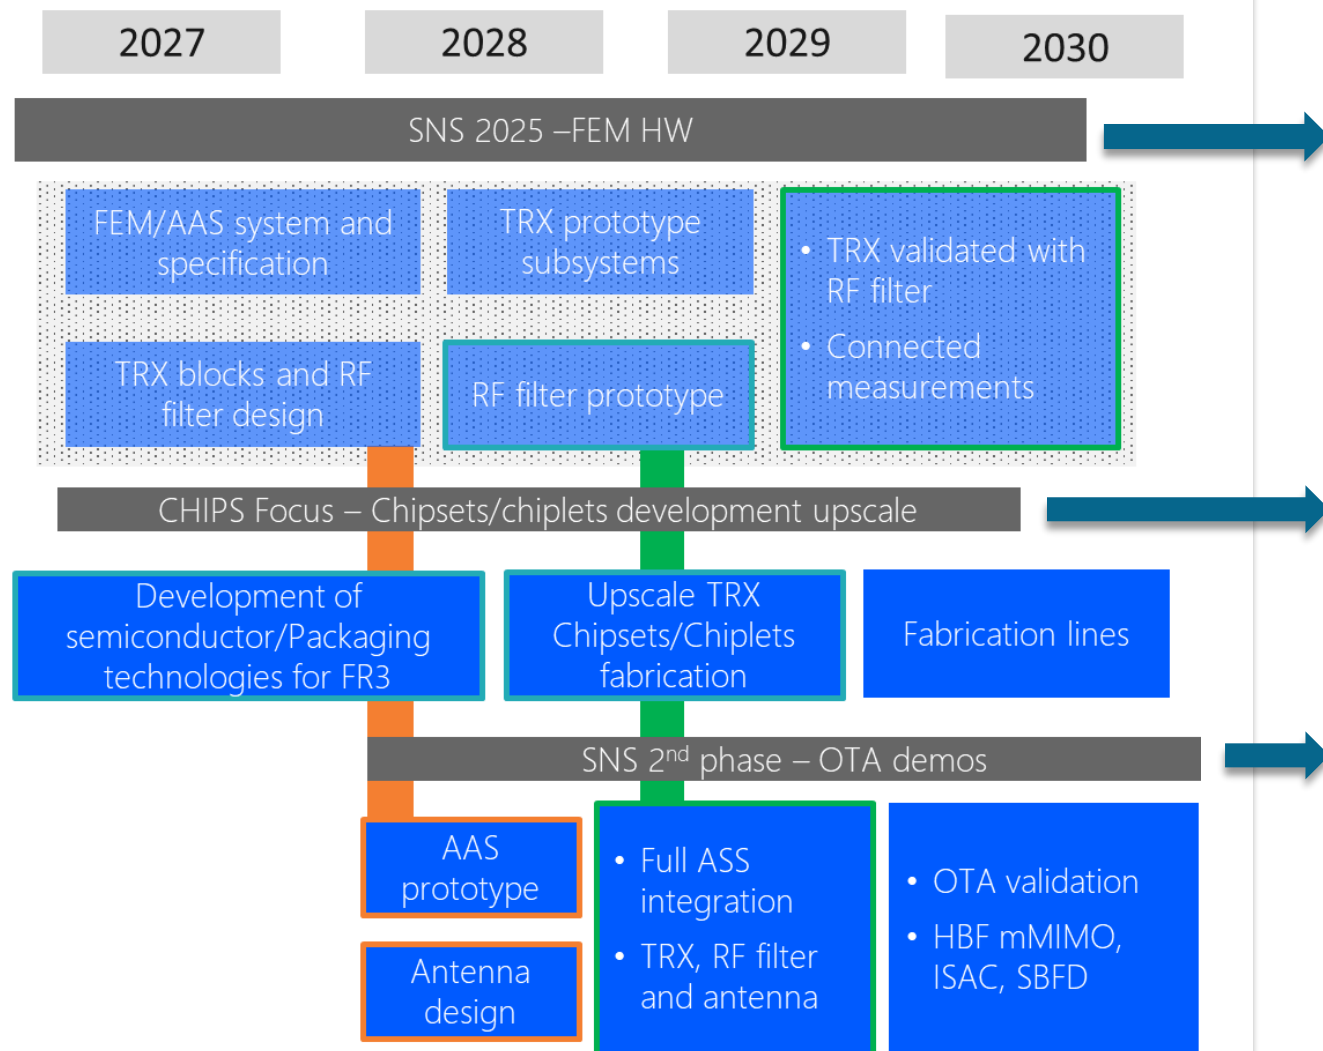 2027
2028
2029
2030
SNS 2025 –FEM HW
FEM/AAS system and
specification
TRX prototype
subsystems
• TRX validated with
RF filter
• Connected
measurements
TRX blocks and RF
filter design
RF filter prototype
CHIPS Focus – Chipsets/chiplets development upscale
Development of
semiconductor/Packaging
technologies for FR3
Upscale TRX
Chipsets/Chiplets
fabrication
Fabrication lines
SNS 2nd phase – OTA demos
AAS
prototype
Antenna
design
• Full ASS
integration
• TRX, RF filter
and antenna
• OTA validation
• HBF mMIMO,
ISAC, SBFD